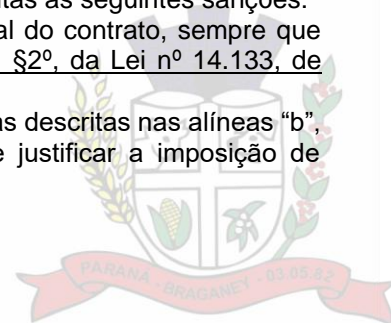 as às seguintes sanções:
al do contrato, sempre que
§2º, da Lei nº 14.133, de
as descritas nas alíneas “b”,
e justificar a imposição de
PARANÁ - BRAGANEY - 03.05.82